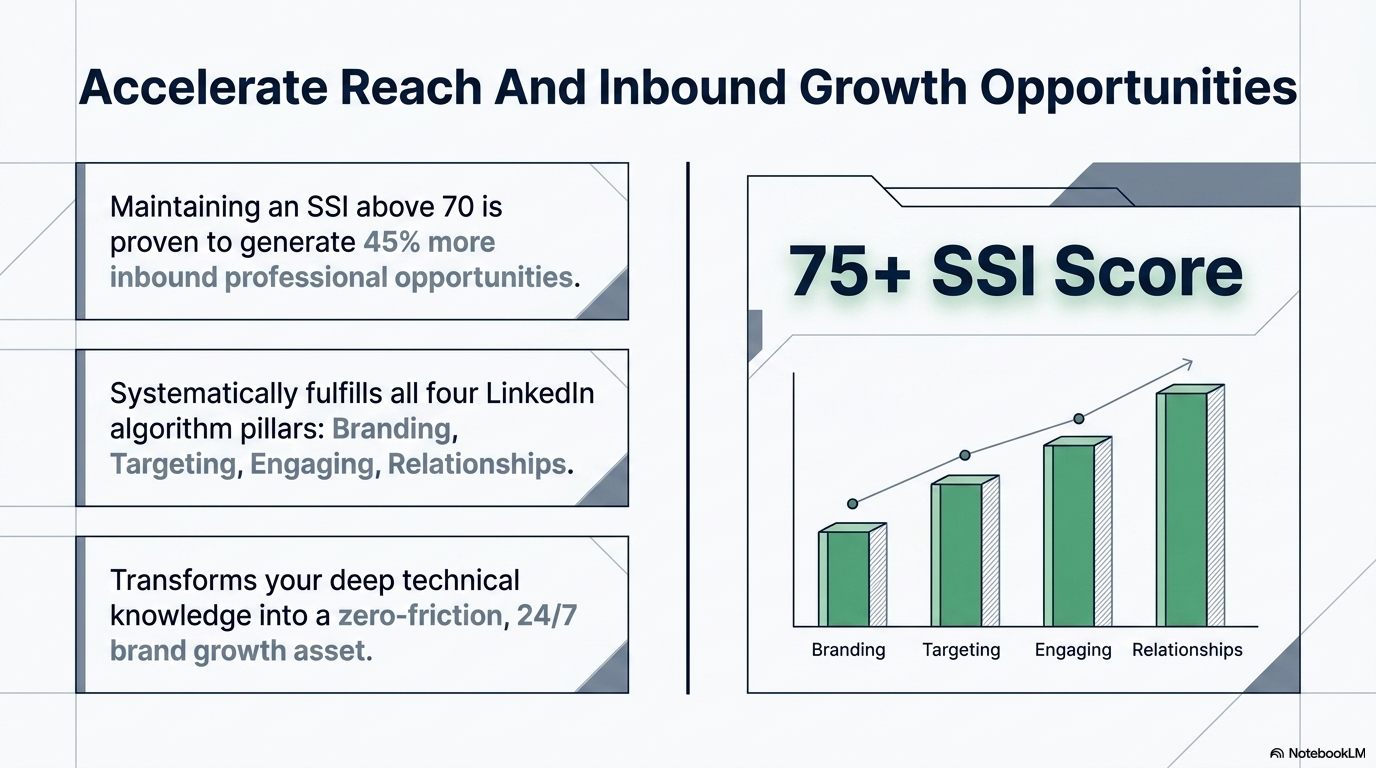 Accelerate Reach And Inbound Growth Opportunities
Maintaining an SSI above 70 is
proven to generate 45% more
inbound professional opportunities.
Systematically fulfills all four LinkedIn
algorithm pillars: Branding,
Targeting, Engaging, Relationships.
Transforms your deep technical
knowledge into a zero-friction, 24/7
brand growth asset.
75+ SSI Score
Branding
Targeting
Engaging
Relationships
NotebookLM